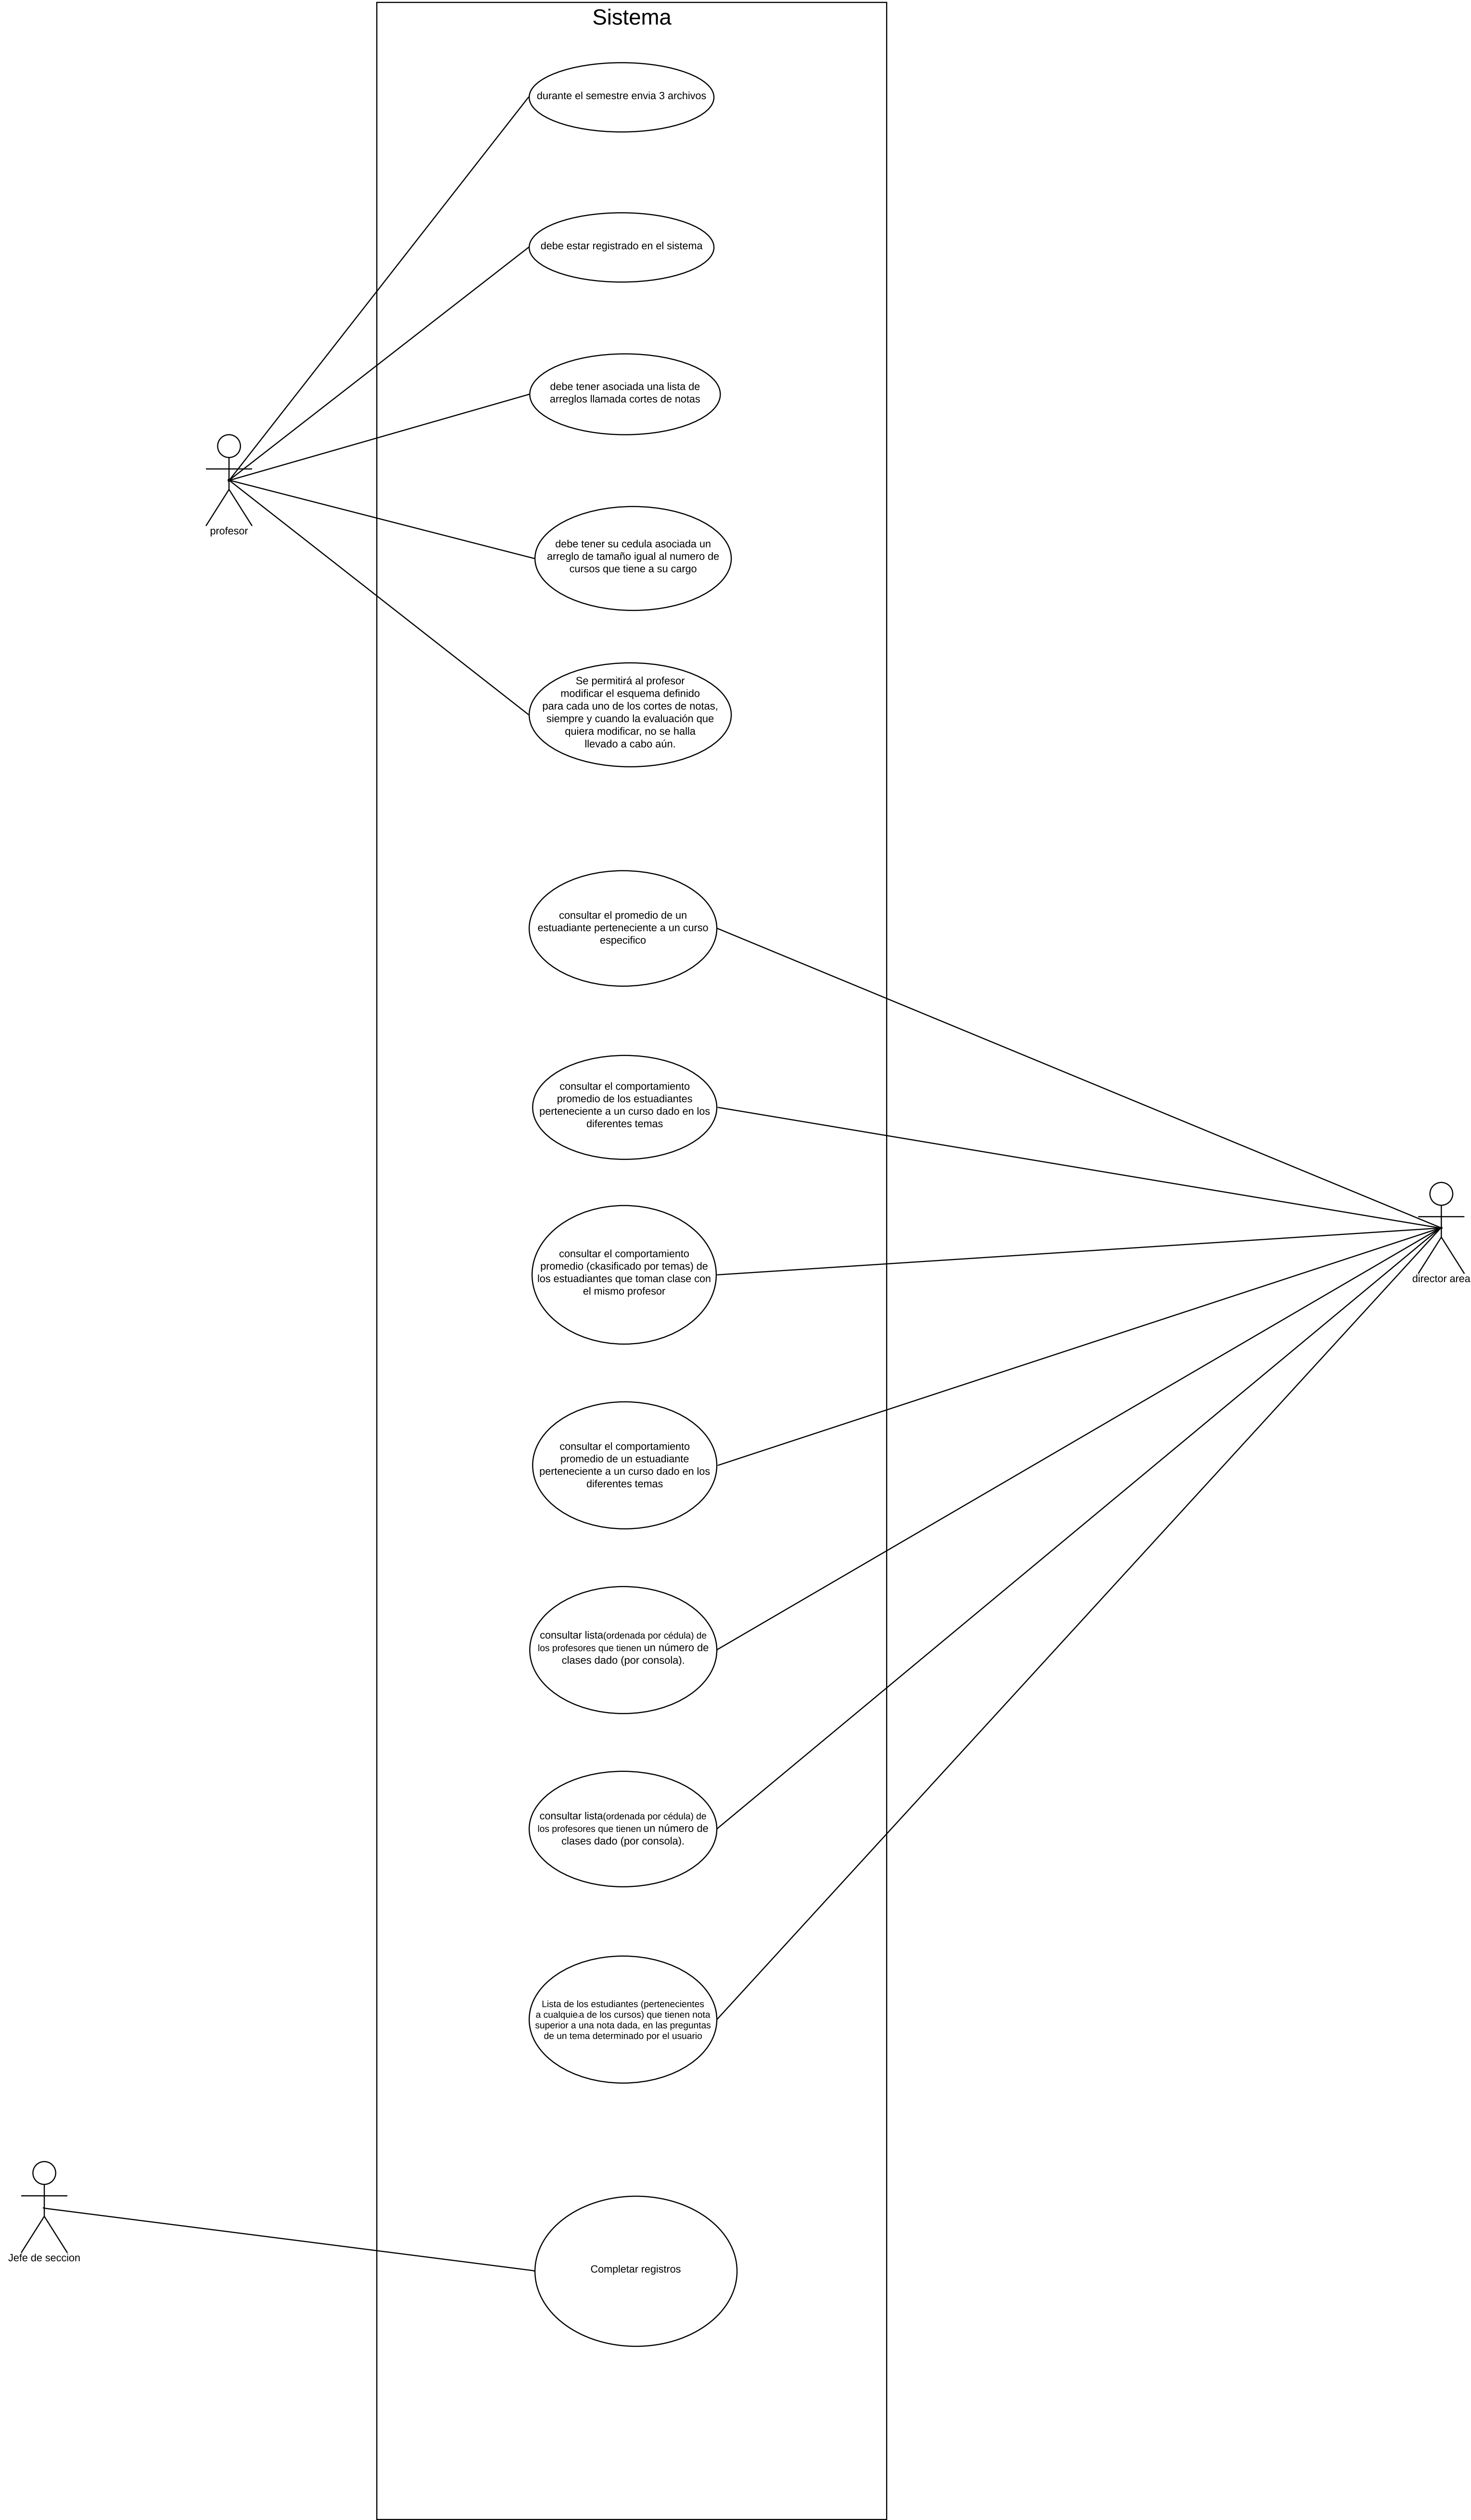 Sistema
durante el semestre envia 3 archivos
debe estar registrado en el sistema
debe tener asociada una lista de
arreglos llamada cortes de notas
profesor
debe tener su cedula asociada un
arreglo de tamaño igual al numero de
cursos que tiene a su cargo
Se permitirá al profesor
modificar el esquema definido
para cada uno de los cortes de notas,
siempre y cuando la evaluación que
quiera modificar, no se halla
llevado a cabo aún.
consultar el promedio de un
estuadiante perteneciente a un curso
especifico
consultar el comportamiento
promedio de los estuadiantes
perteneciente a un curso dado en los
diferentes temas
consultar el comportamiento
promedio (ckasificado por temas) de
los estuadiantes que toman clase con
el mismo profesor
director area
consultar el comportamiento
promedio de un estuadiante
perteneciente a un curso dado en los
diferentes temas
consultar lista(ordenada por cédula) de
los profesores que tienen un número de
clases dado (por consola).
consultar lista(ordenada por cédula) de
los profesores que tienen un número de
clases dado (por consola).
Lista de los estudiantes (pertenecientes
a cualquiea de los cursos) que tienen nota
superior a una nota dada, en las preguntas
de un tema determinado por el usuario
Jefe de seccion
Completar registros